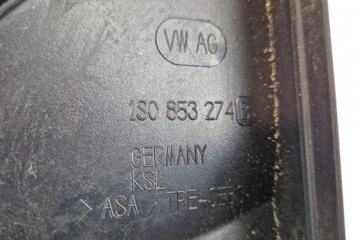 VW AG
1S0 853 274
GERMANY
KSL
> ASA